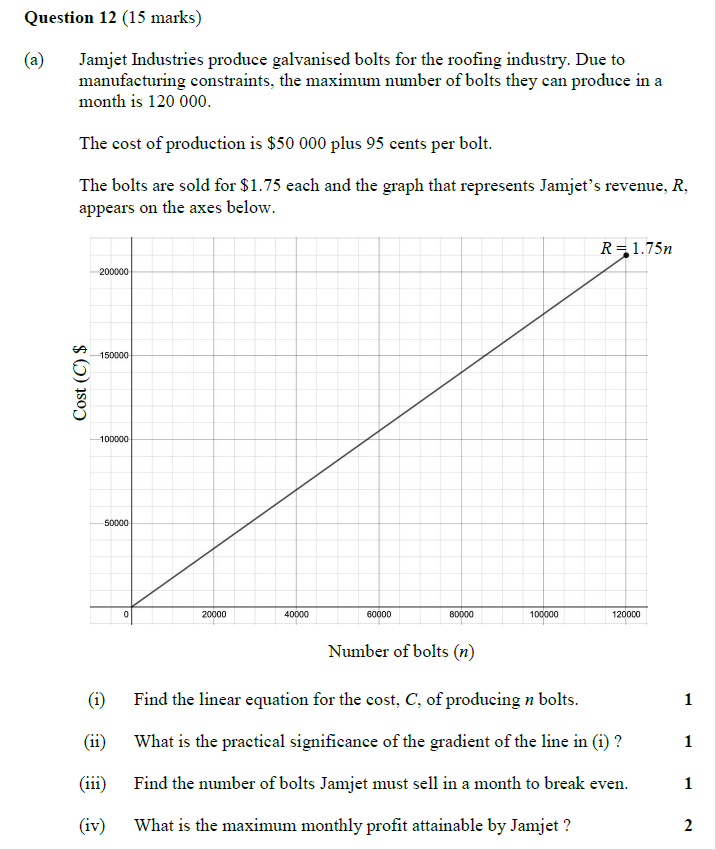 Question 12 (15 marks)
(a) Jamjet Industries produce galvanised bolts for the roofing industry. Due to
manufacturing constraints, the maximum number of bolts they can produce in a
month is 120 000.
The cost of production is $50 000 plus 95 cents per bolt.
The bolts are sold for $1.75 each and the graph that represents Jamjet’s revenue, R,
appears on the axes below.
R = 1.75n
200000
150000
100000
50000
Cost (C) $
0 20000 40000 60000 80000 100000 120000
Number of bolts (n)
(i) Find the linear equation for the cost, C, of producing n bolts. 1
(ii) What is the practical significance of the gradient of the line in (i) ? 1
(iii) Find the number of bolts Jamjet must sell in a month to break even. 1
(iv) What is the maximum monthly profit attainable by Jamjet ? 2